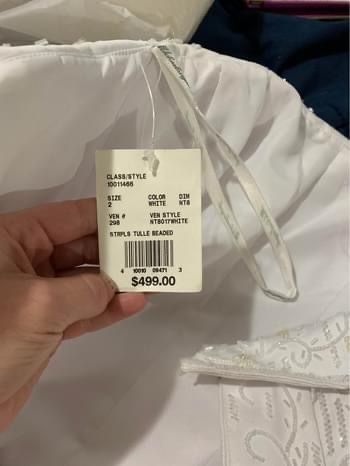 CLASS/STYLE
10011466
SIZE COLOR DIM
2 WHITE NT8
VEN # VEN STYLE
298 NT8017WHITE
STRPLS TULLE BEADED
4 10010 09471 3
$499.00